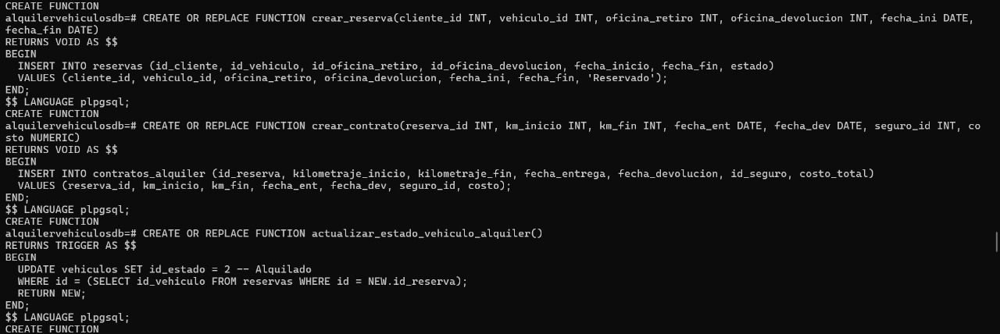 CREATE FUNCTION
alquilervehiculosdb=# CREATE OR REPLACE FUNCTION crear_reserva(cliente_id INT, vehiculo_id INT, oficina_retiro INT, oficina_devolucion INT, fecha_ini DATE,
fecha_fin DATE)
RETURNS VOID AS $$
BEGIN
  INSERT INTO reservas (id_cliente, id_vehiculo, id_oficina_retiro, id_oficina_devolucion, fecha_inicio, fecha_fin, estado)
  VALUES (cliente_id, vehiculo_id, oficina_retiro, oficina_devolucion, fecha_ini, fecha_fin, 'Reservado');
END;
$$ LANGUAGE plpgsql;
CREATE FUNCTION
alquilervehiculosdb=# CREATE OR REPLACE FUNCTION crear_contrato(reserva_id INT, km_inicio INT, km_fin INT, fecha_ent DATE, fecha_dev DATE, seguro_id INT, co
sto NUMERIC)
RETURNS VOID AS $$
BEGIN
  INSERT INTO contratos_alquiler (id_reserva, kilometraje_inicio, kilometraje_fin, fecha_entrega, fecha_devolucion, id_seguro, costo_total)
  VALUES (reserva_id, km_inicio, km_fin, fecha_ent, fecha_dev, seguro_id, costo);
END;
$$ LANGUAGE plpgsql;
CREATE FUNCTION
alquilervehiculosdb=# CREATE OR REPLACE FUNCTION actualizar_estado_vehiculo_alquiler()
RETURNS TRIGGER AS $$
BEGIN
  UPDATE vehiculos SET id_estado = 2 -- Alquilado
  WHERE id = (SELECT id_vehiculo FROM reservas WHERE id = NEW.id_reserva);
  RETURN NEW;
END;
$$ LANGUAGE plpgsql;
CREATE FUNCTION